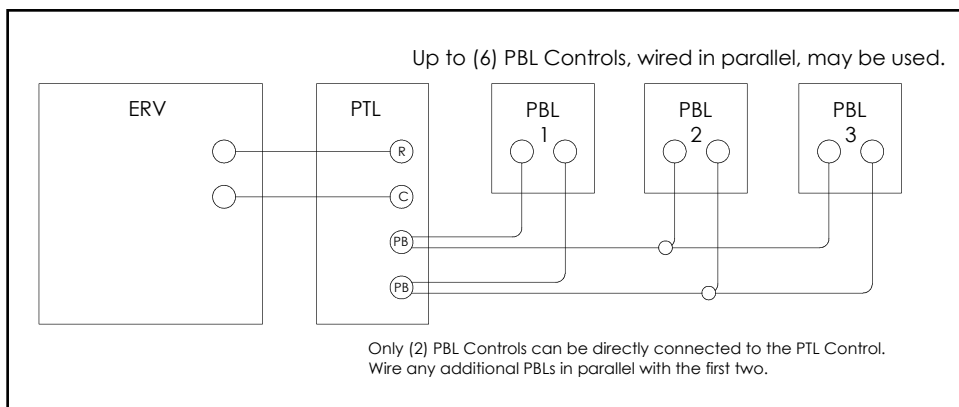 Up to (6) PBL Controls, wired in parallel, may be used.
ERV
PTL
PBL
1
PBL
2
PBL
3
R
C
PB
PB
Only (2) PBL Controls can be directly connected to the PTL Control.
Wire any additional PBLs in parallel with the first two.